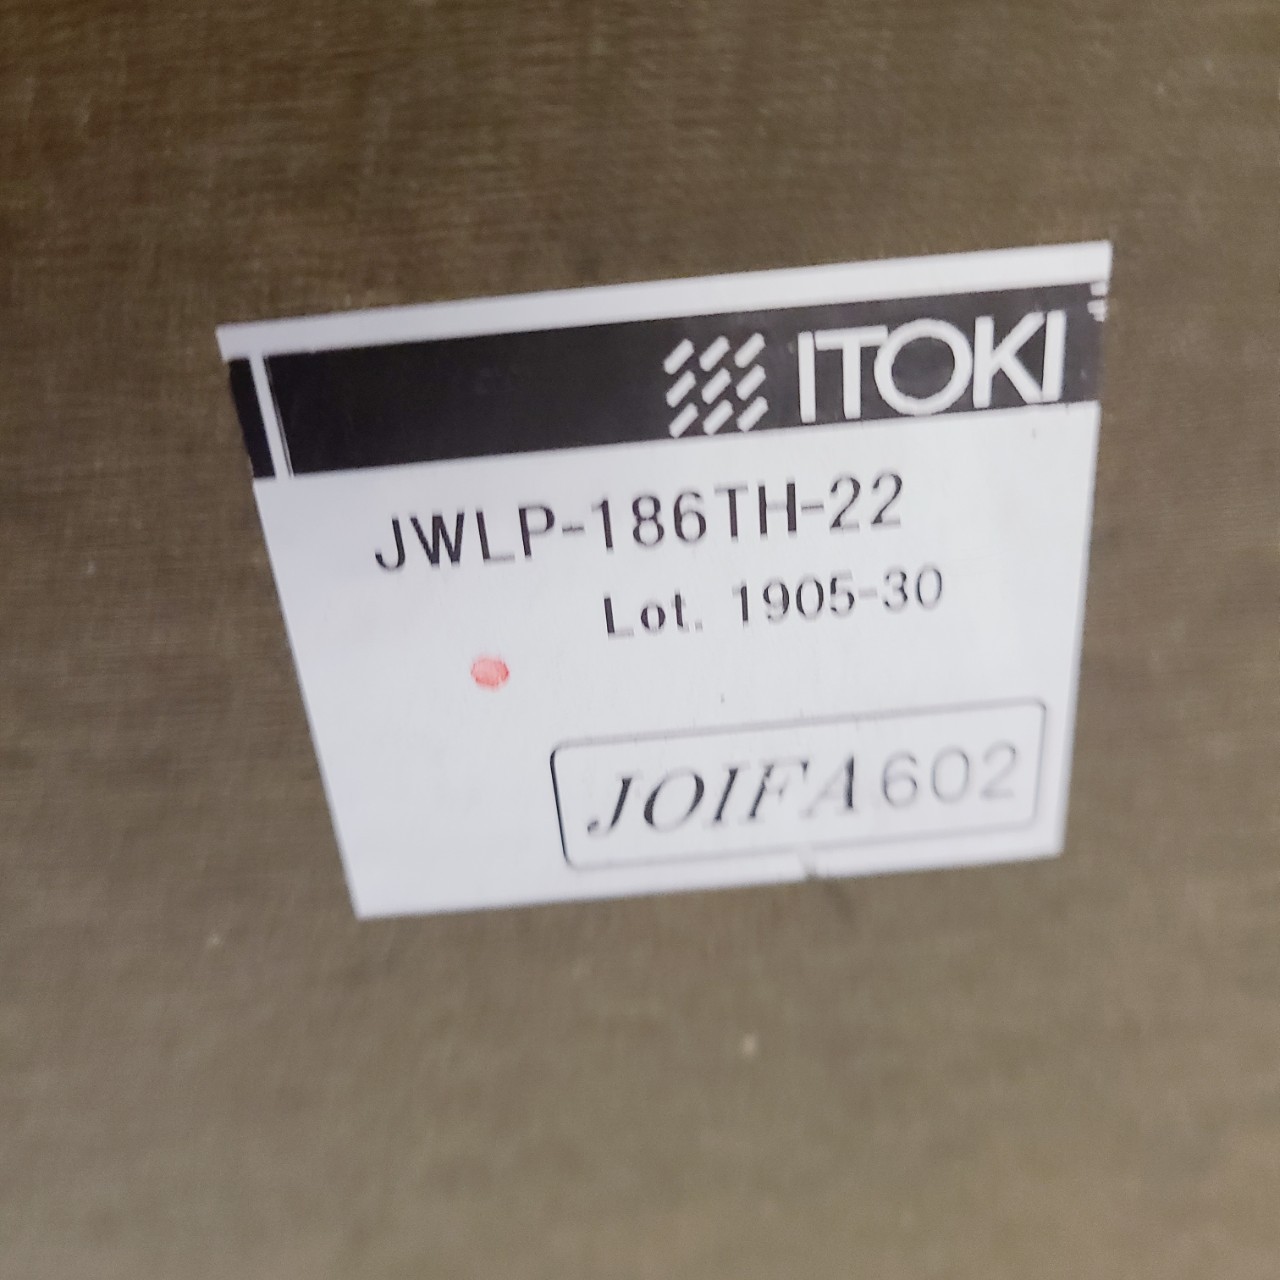 ITOKI
JWLP-186TH-22
Lot. 1905-30
JOIFA602